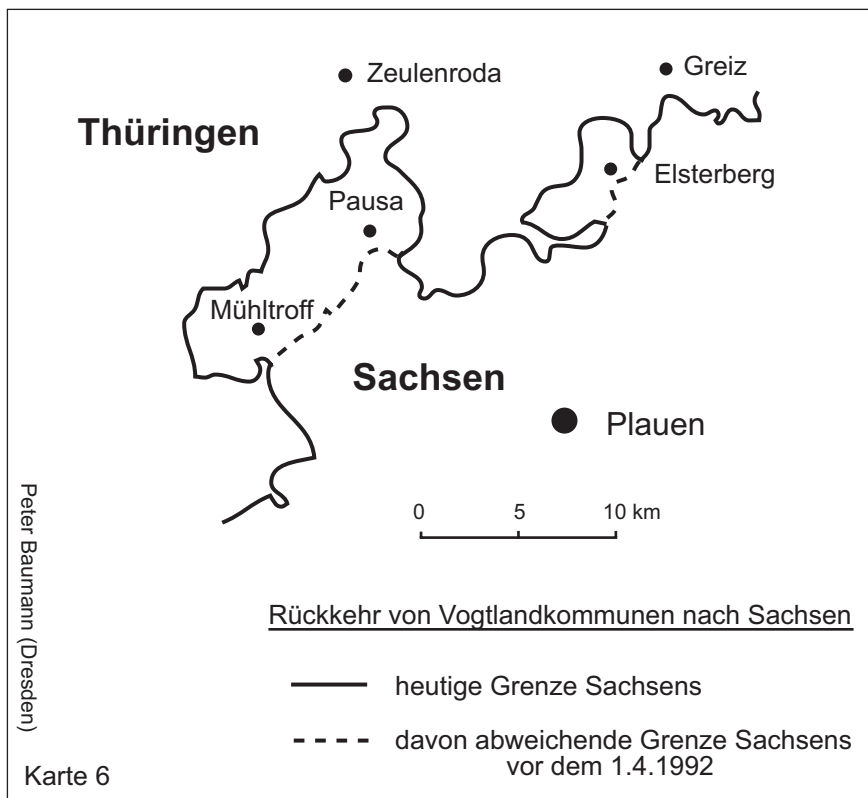 Zeulenroda
Greiz
Thüringen
Elsterberg
Pausa
Mühltroff
Sachsen
Plauen
0 5 10 km
Peter Baumann (Dresden)
Rückkehr von Vogtlandkommunen nach Sachsen
heutige Grenze Sachsens
davon abweichende Grenze Sachsens
vor dem 1.4.1992
Karte 6